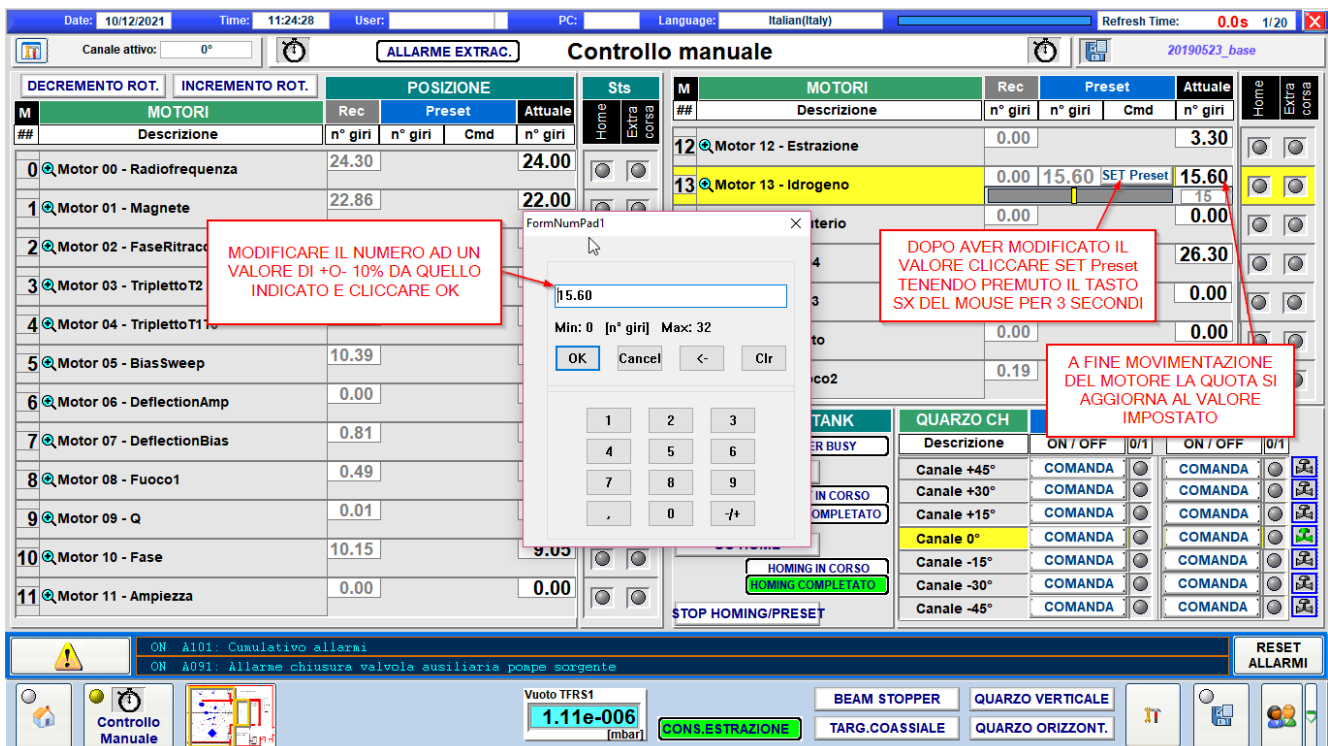 Date: 10/12/2021 Time: 11:24:28 User: PC: Language: Italian(Italy) Refresh Time: 0.0s 1/20
Canale attivo: 0° ALLARME EXTRAC. Controllo manuale 20190523_base
DECREMENTO ROT. INCREMENTO ROT. POSIZIONE Sts
M MOTORI Rec Preset Attuale Home Extra corsa
## Descrizione n° giri n° giri Cmd n° giri
0 Motor 00 - Radiofrequenza 24.30 24.00
1 Motor 01 - Magnete 22.86 22.00
2 Motor 02 - FaseRitracc
3 Motor 03 - TriplettoT2
4 Motor 04 - TriplettoT1
5 Motor 05 - BiasSweep 10.39
6 Motor 06 - DeflectionAmp 0.00
7 Motor 07 - DeflectionBias 0.81
8 Motor 08 - Fuoco1 0.49
9 Motor 09 - Q 0.01
10 Motor 10 - Fase 10.15 9.05
11 Motor 11 - Ampiezza 0.00 0.00
M MOTORI Rec Preset Attuale Home Extra corsa
## Descrizione n° giri n° giri Cmd n° giri
12 Motor 12 - Estrazione 0.00 3.30
13 Motor 13 - Idrogeno 0.00 15.60 SET Preset 15.60
15
uterio 0.00 0.00
4 26.30
3 0.00
to 0.00 0.00
co2 0.19
MODIFICARE IL NUMERO AD UN
VALORE DI +O- 10% DA QUELLO
INDICATO E CLICCARE OK
FormNumPad1
15.60
Min: 0 [n° giri] Max: 32
OK Cancel <- Clr
1 2 3
4 5 6
7 8 9
, 0 -/+
DOPO AVER MODIFICATO IL
VALORE CLICCARE SET Preset
TENENDO PREMUTO IL TASTO
SX DEL MOUSE PER 3 SECONDI
A FINE MOVIMENTAZIONE
DEL MOTORE LA QUOTA SI
AGGIORNA AL VALORE
IMPOSTATO
TANK
ER BUSY
IN CORSO
OMPLETATO
HOMING IN CORSO
HOMING COMPLETATO
STOP HOMING/PRESET
QUARZO CH
Descrizione ON / OFF 0/1 ON / OFF 0/1
Canale +45° COMANDA COMANDA
Canale +30° COMANDA COMANDA
Canale +15° COMANDA COMANDA
Canale 0° COMANDA COMANDA
Canale -15° COMANDA COMANDA
Canale -30° COMANDA COMANDA
Canale -45° COMANDA COMANDA
ON A101: Cumulativo allarmi
ON A091: Allarme chiusura valvola ausiliaria pompe sorgente
RESET
ALLARMI
Controllo
Manuale
Vuoto TFRS1
1.11e-006
[mbar]
CONS.ESTRAZIONE
BEAM STOPPER QUARZO VERTICALE
TARG.COASSIALE QUARZO ORIZZONT.